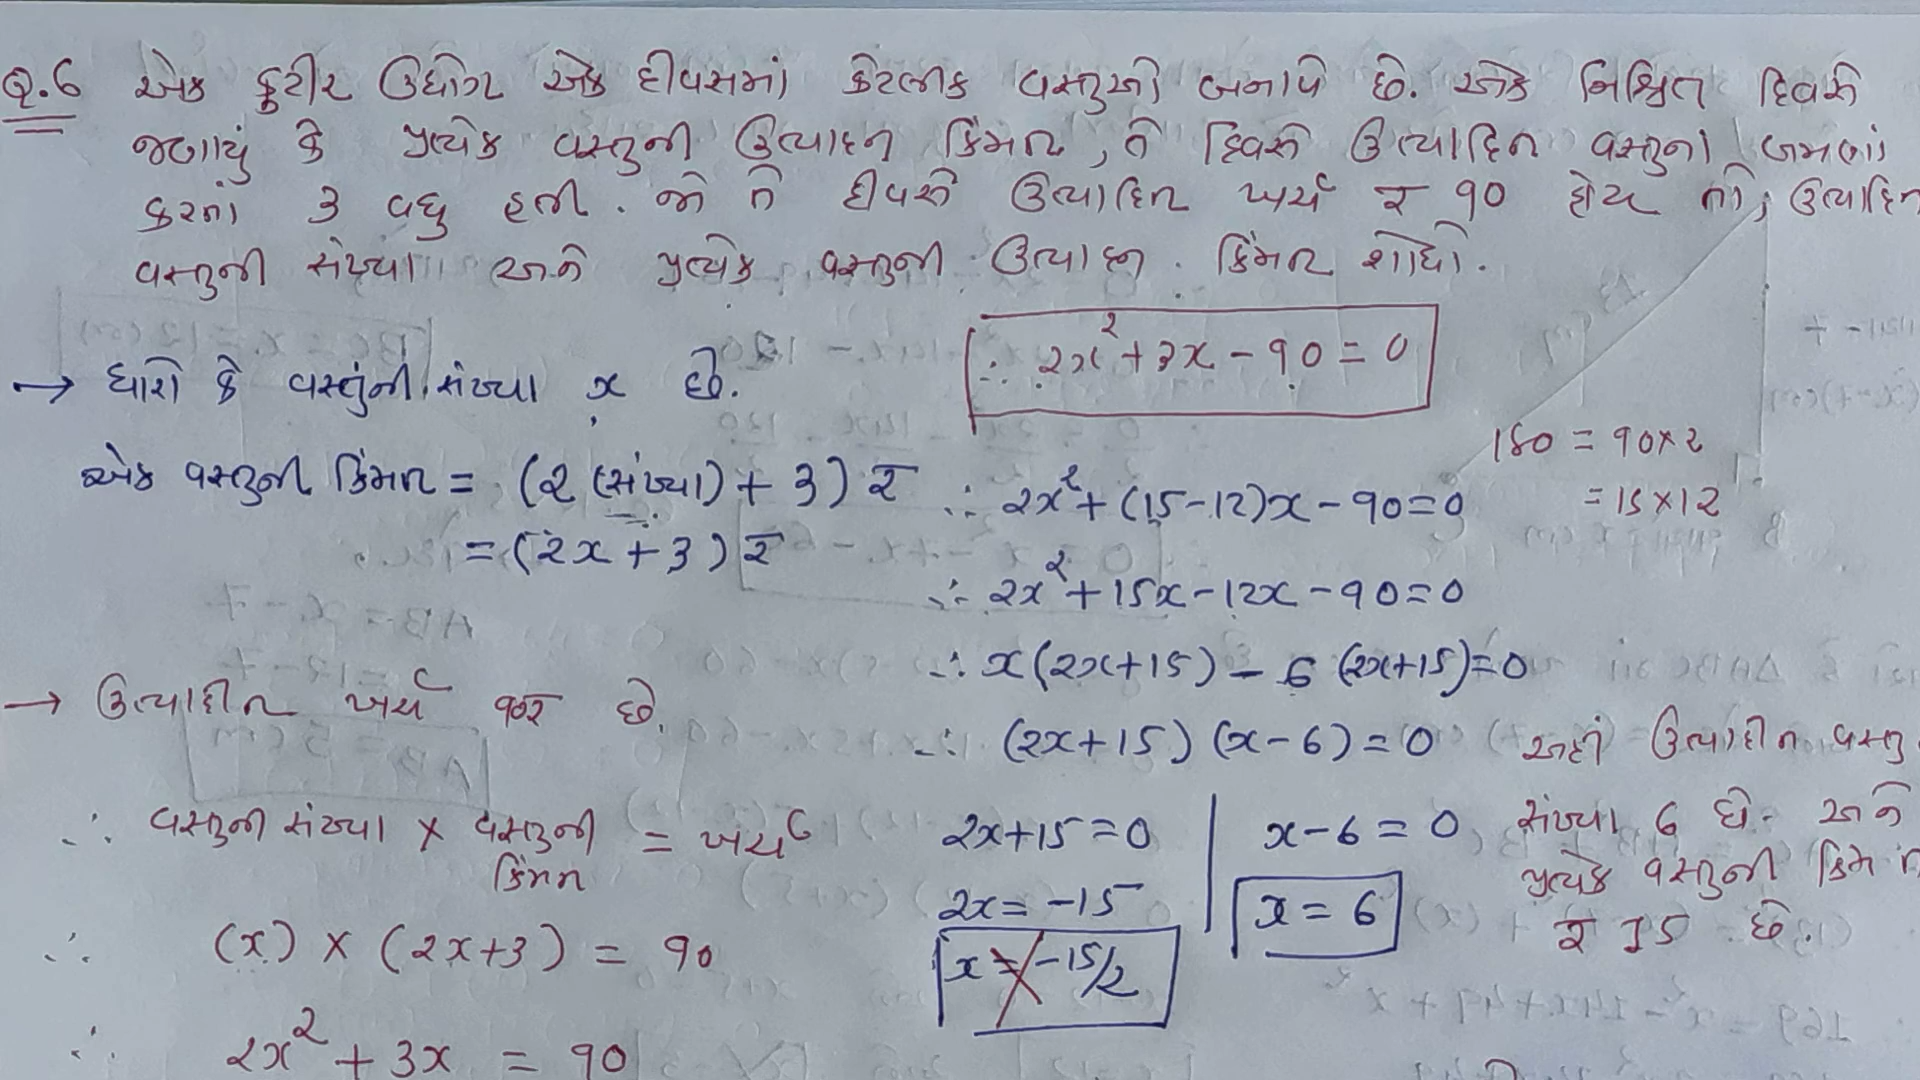 Q.6 એક કુટીર ઉદ્યોગ એક દીવસમાં કેટલીક વસ્તુઓ બનાવે છે. એક નિશ્ચિત દિવસે
જણાયું કે પ્રત્યેક વસ્તુની ઉત્પાદન કિંમત, તે દિવસે ઉત્પાદિત વસ્તુના બમણાં
કરતાં 3 વધુ હતી. જો તે દીવસે ઉત્પાદિત ખર્ચ ₹ 90 હોય તો, ઉત્પાદિત
વસ્તુની સંખ્યા અને પ્રત્યેક વસ્તુની ઉત્પાદન કિંમત શોધો.
→ ધારો કે વસ્તુંની સંખ્યા x છે.
એક વસ્તુની કિંમત = (2 (સંખ્યા) + 3) ₹
= (2x + 3) ₹
→ ઉત્પાદીત ખર્ચ 90₹ છે.
∴ વસ્તુની સંખ્યા × વસ્તુની = ખર્ચ
કિંમત
∴ (x) × (2x+3) = 90
∴ 2x² + 3x = 90
∴ 2x² + 3x - 90 = 0
180 = 90×2
= 15×12
∴ 2x² + (15-12)x - 90 = 0
∴ 2x² + 15x - 12x - 90 = 0
∴ x(2x+15) - 6 (2x+15) = 0
∴ (2x+15) (x-6) = 0
2x+15 = 0
2x = -15
x = -15/2
x-6 = 0
x = 6
અહીં ઉત્પાદીત વસ્તુ
સંખ્યા 6 છે. અને
પ્રત્યેક વસ્તુની કિંમત
₹ 15 છે.